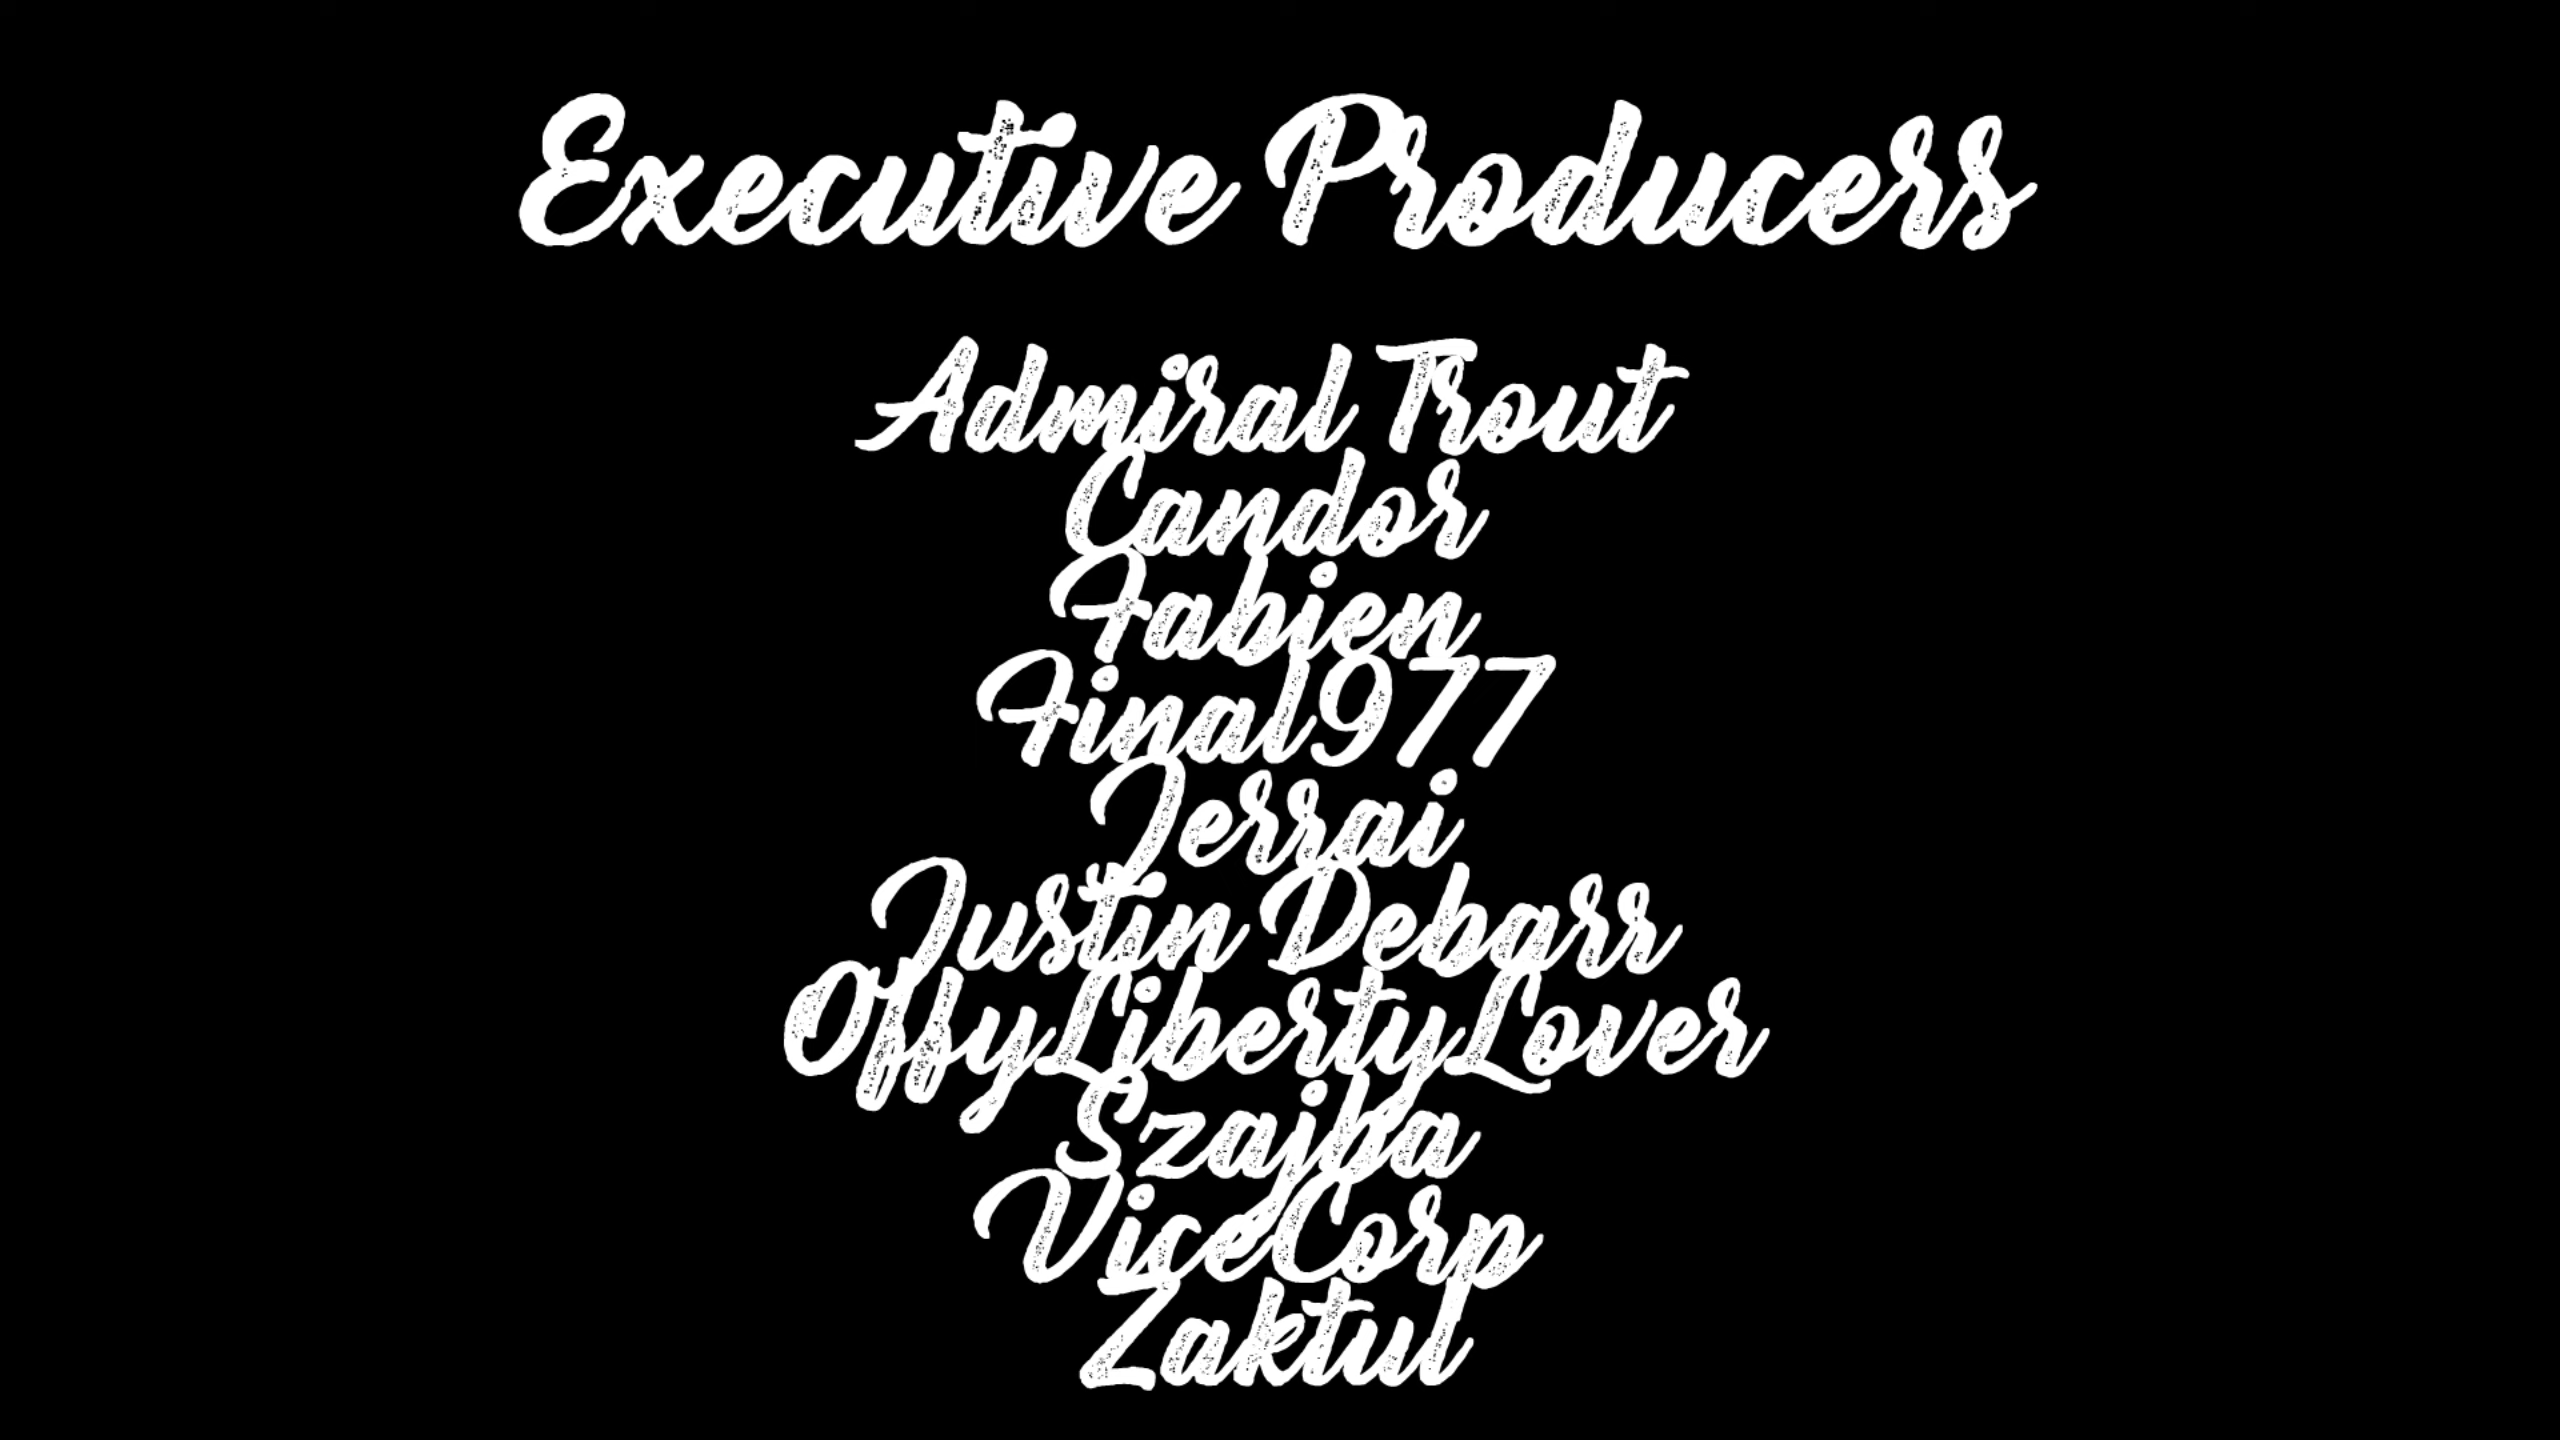 Executive Producers
Admiral Trout
Candor
Fabien
Final977
Jerrai
Justin Debarr
OffyLibertyLover
Szajba
ViceCorp
Zaktul